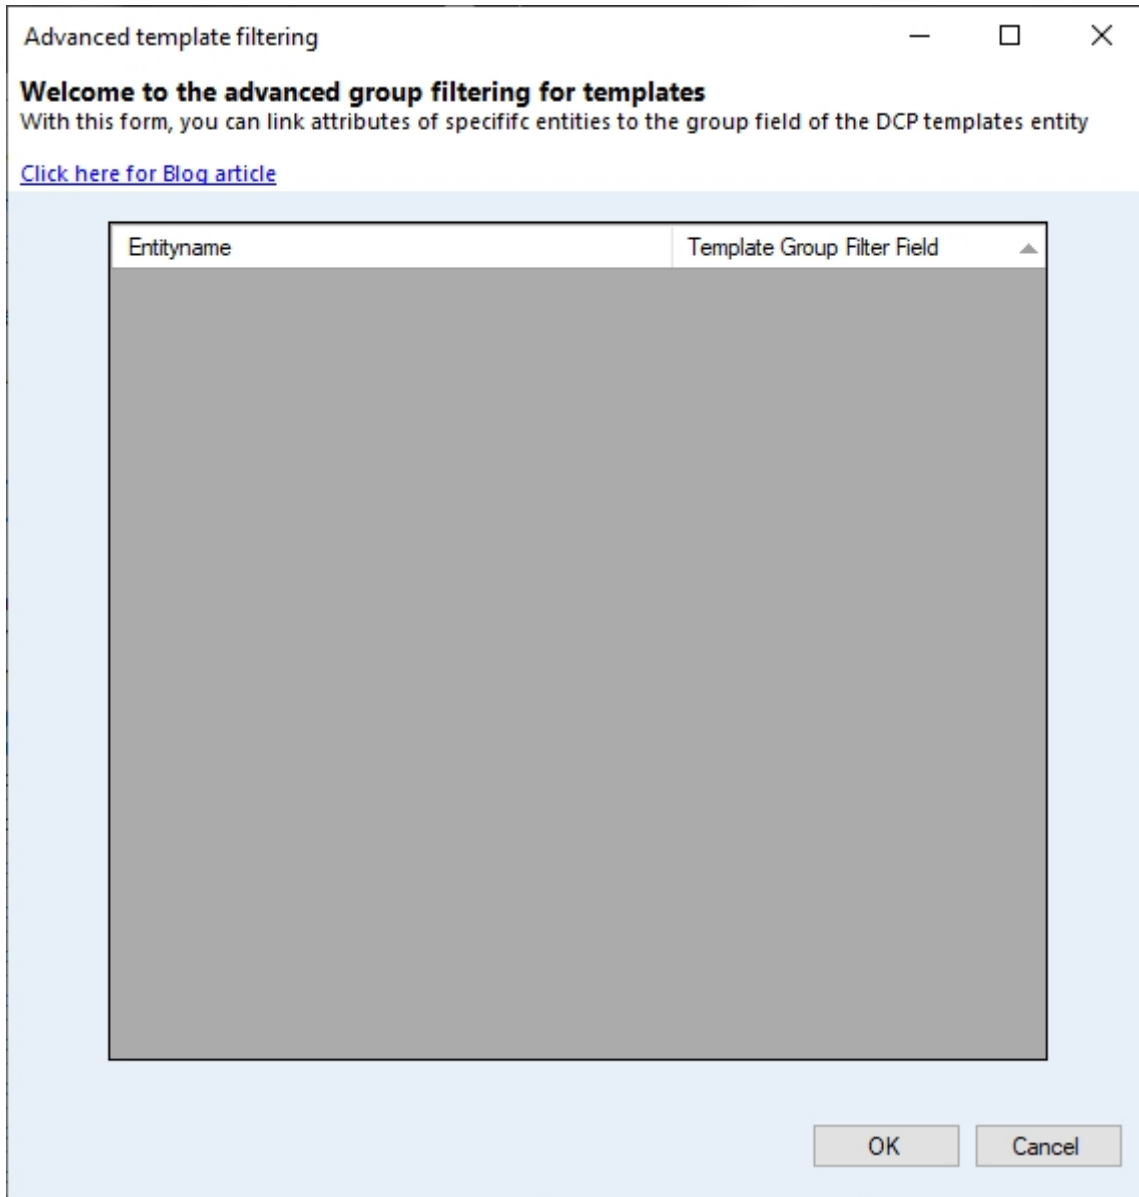 Advanced template filtering
Welcome to the advanced group filtering for templates
With this form, you can link attributes of specififc entities to the group field of the DCP templates entity
Click here for Blog article
Entityname Template Group Filter Field
OK Cancel